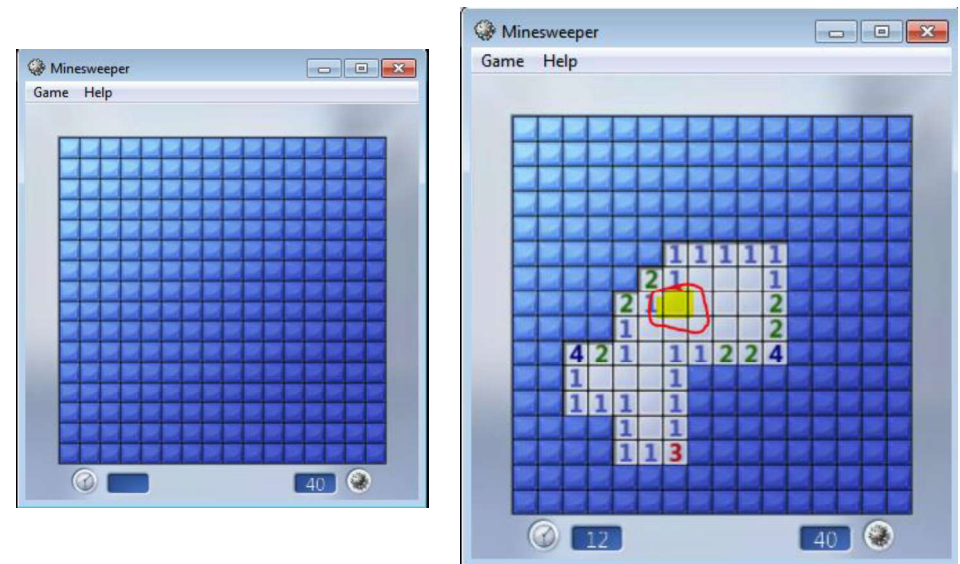 Minesweeper
Game Help
40
Minesweeper
Game Help
1 1 1 1 1
2 1 1
2 1 2
1 2
4 2 1 1 1 2 2 4
1 1
1 1 1 1
1 1
1 1 3
12
40